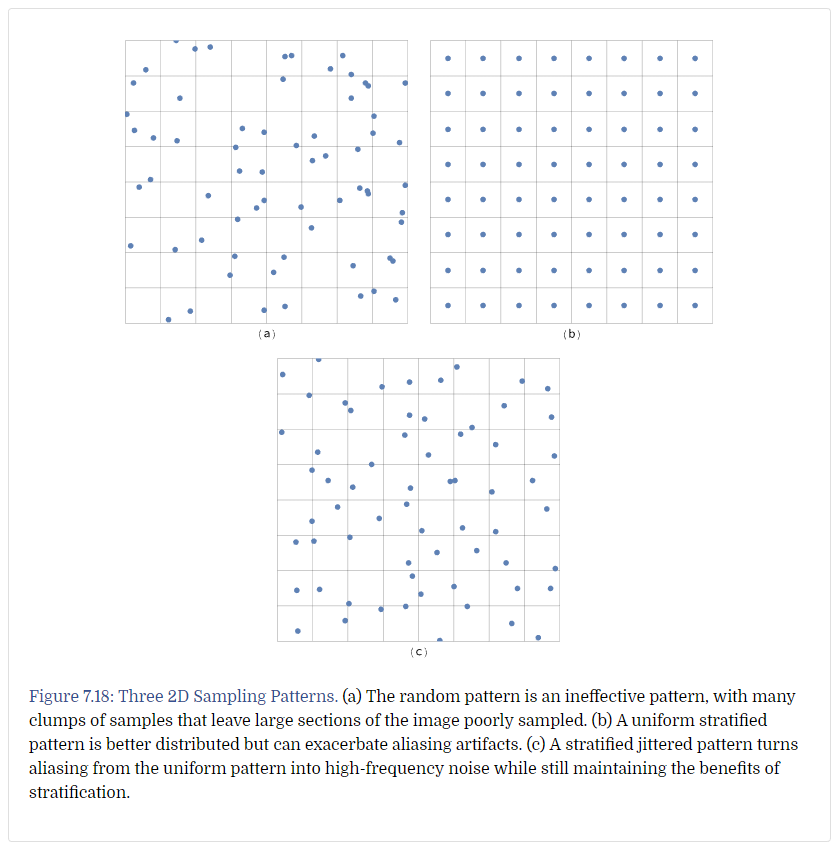 (a)
(b)
(c)
Figure 7.18: Three 2D Sampling Patterns. (a) The random pattern is an ineffective pattern, with many
clumps of samples that leave large sections of the image poorly sampled. (b) A uniform stratified
pattern is better distributed but can exacerbate aliasing artifacts. (c) A stratified jittered pattern turns
aliasing from the uniform pattern into high-frequency noise while still maintaining the benefits of
stratification.